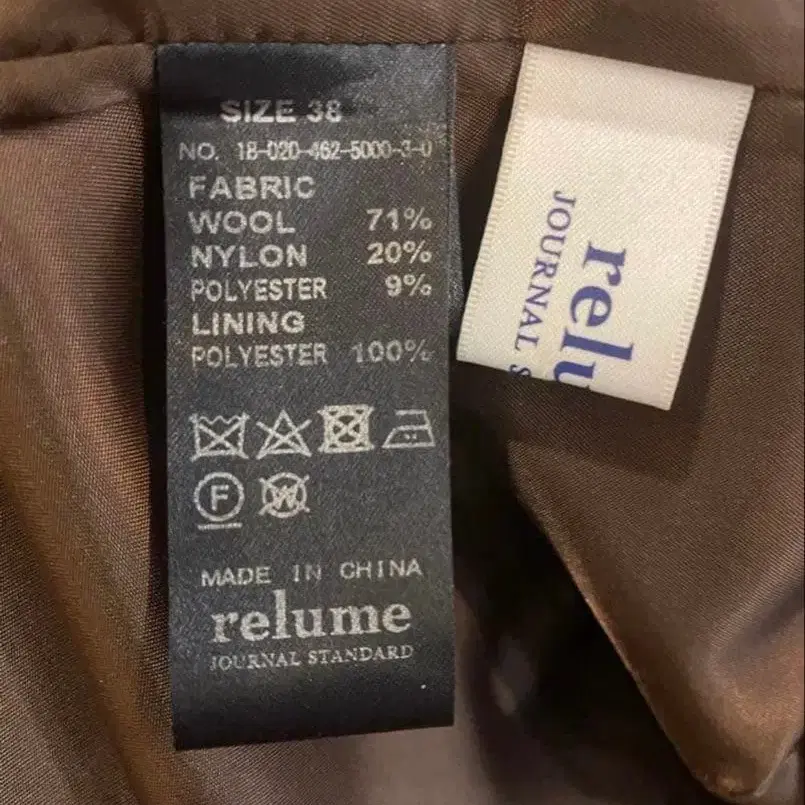 SIZE 38
NO. 18-020-462-5000-3-0
FABRIC
WOOL 71%
NYLON 20%
POLYESTER 9%
LINING
POLYESTER 100%
F W
MADE IN CHINA
relume
JOURNAL STANDARD
relu
JOURNAL S